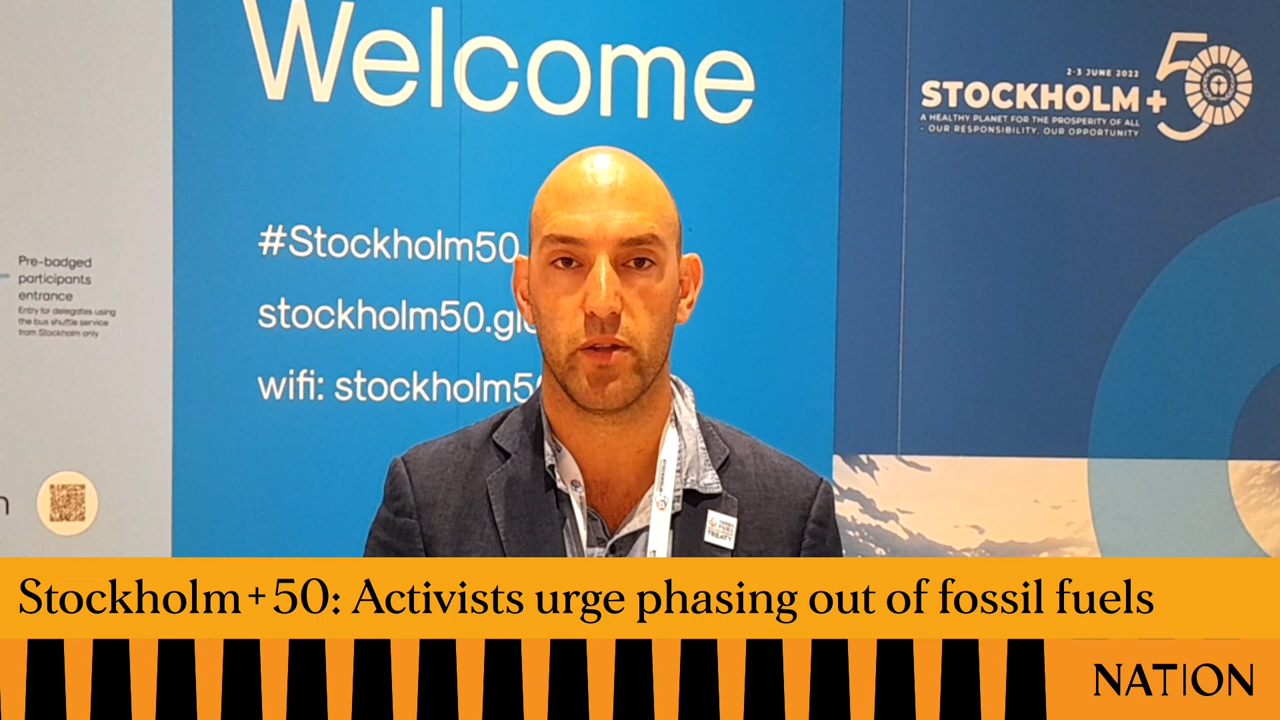 Welcome
#Stockholm50
stockholm50.gl
wifi: stockholm5
2-3 JUNE 2022
STOCKHOLM+50
A HEALTHY PLANET FOR THE PROSPERITY OF ALL
- OUR RESPONSIBILITY, OUR OPPORTUNITY
Pre-badged
participants
entrance
Entry for delegates using
the bus shuttle service
from Stockholm only
FUEL
TREATY
Stockholm+50: Activists urge phasing out of fossil fuels
NATION